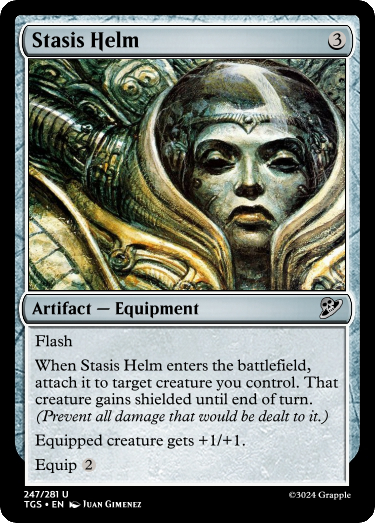 Stasis Helm 3
Artifact — Equipment
Flash
When Stasis Helm enters the battlefield,
attach it to target creature you control. That
creature gains shielded until end of turn.
(Prevent all damage that would be dealt to it.)
Equipped creature gets +1/+1.
Equip 2
247/281 U
TGS • EN Juan Gimenez
©3024 Grapple